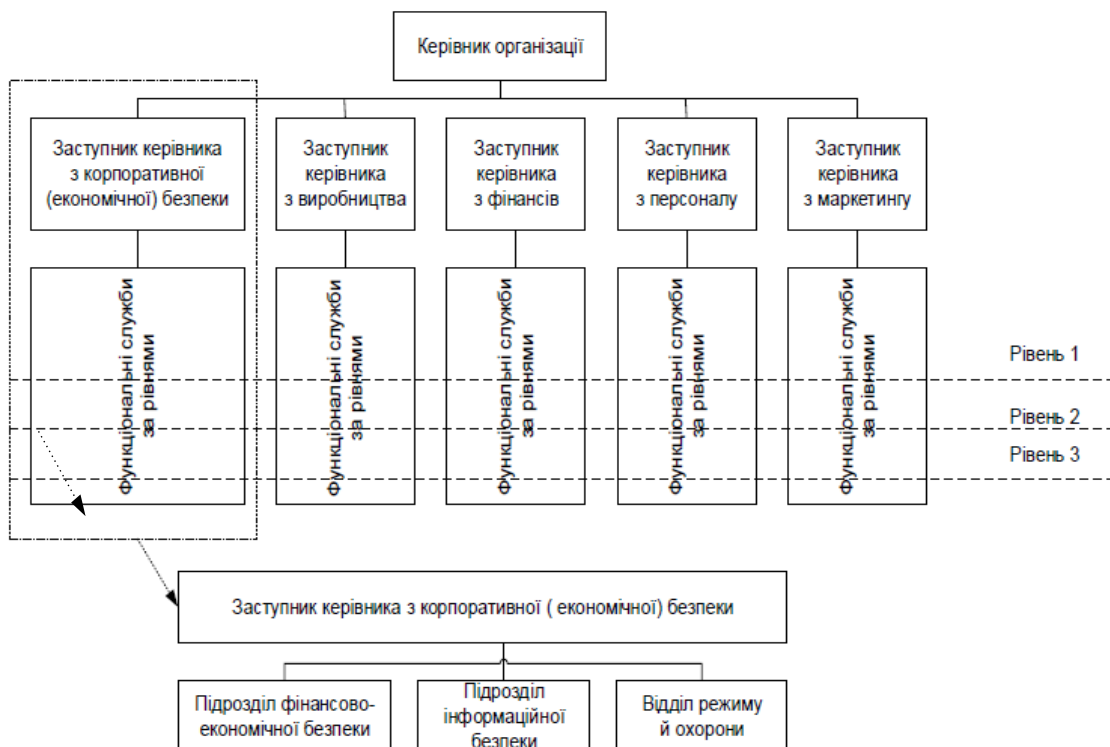 Керівник організації
Заступник керівника
з корпоративної
(економічної) безпеки
Заступник
керівника
з виробництва
Заступник
керівника
з фінансів
Заступник
керівника
з персоналу
Заступник
керівника
з маркетингу
Функціональні служби
за рівнями
Функціональні служби
за рівнями
Функціональні служби
за рівнями
Функціональні служби
за рівнями
Функціональні служби
за рівнями
Рівень 1
Рівень 2
Рівень 3
Заступник керівника з корпоративної ( економічної) безпеки
Підрозділ фінансово-
економічної безпеки
Підрозділ
інформаційної
безпеки
Відділ режиму
й охорони